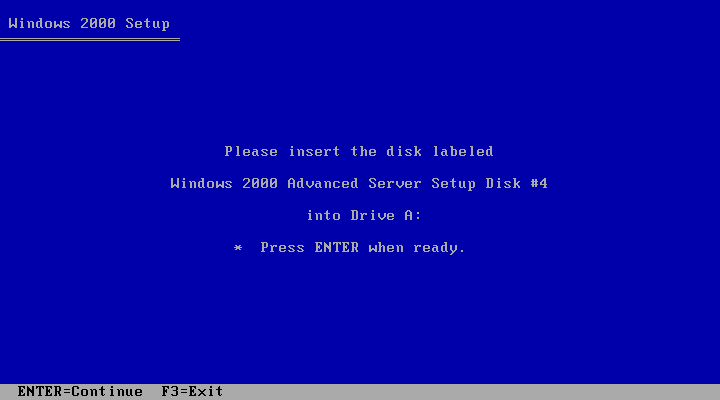 Windows 2000 Setup
Please insert the disk labeled
Windows 2000 Advanced Server Setup Disk #4
into Drive A:
* Press ENTER when ready.
ENTER=Continue F3=Exit